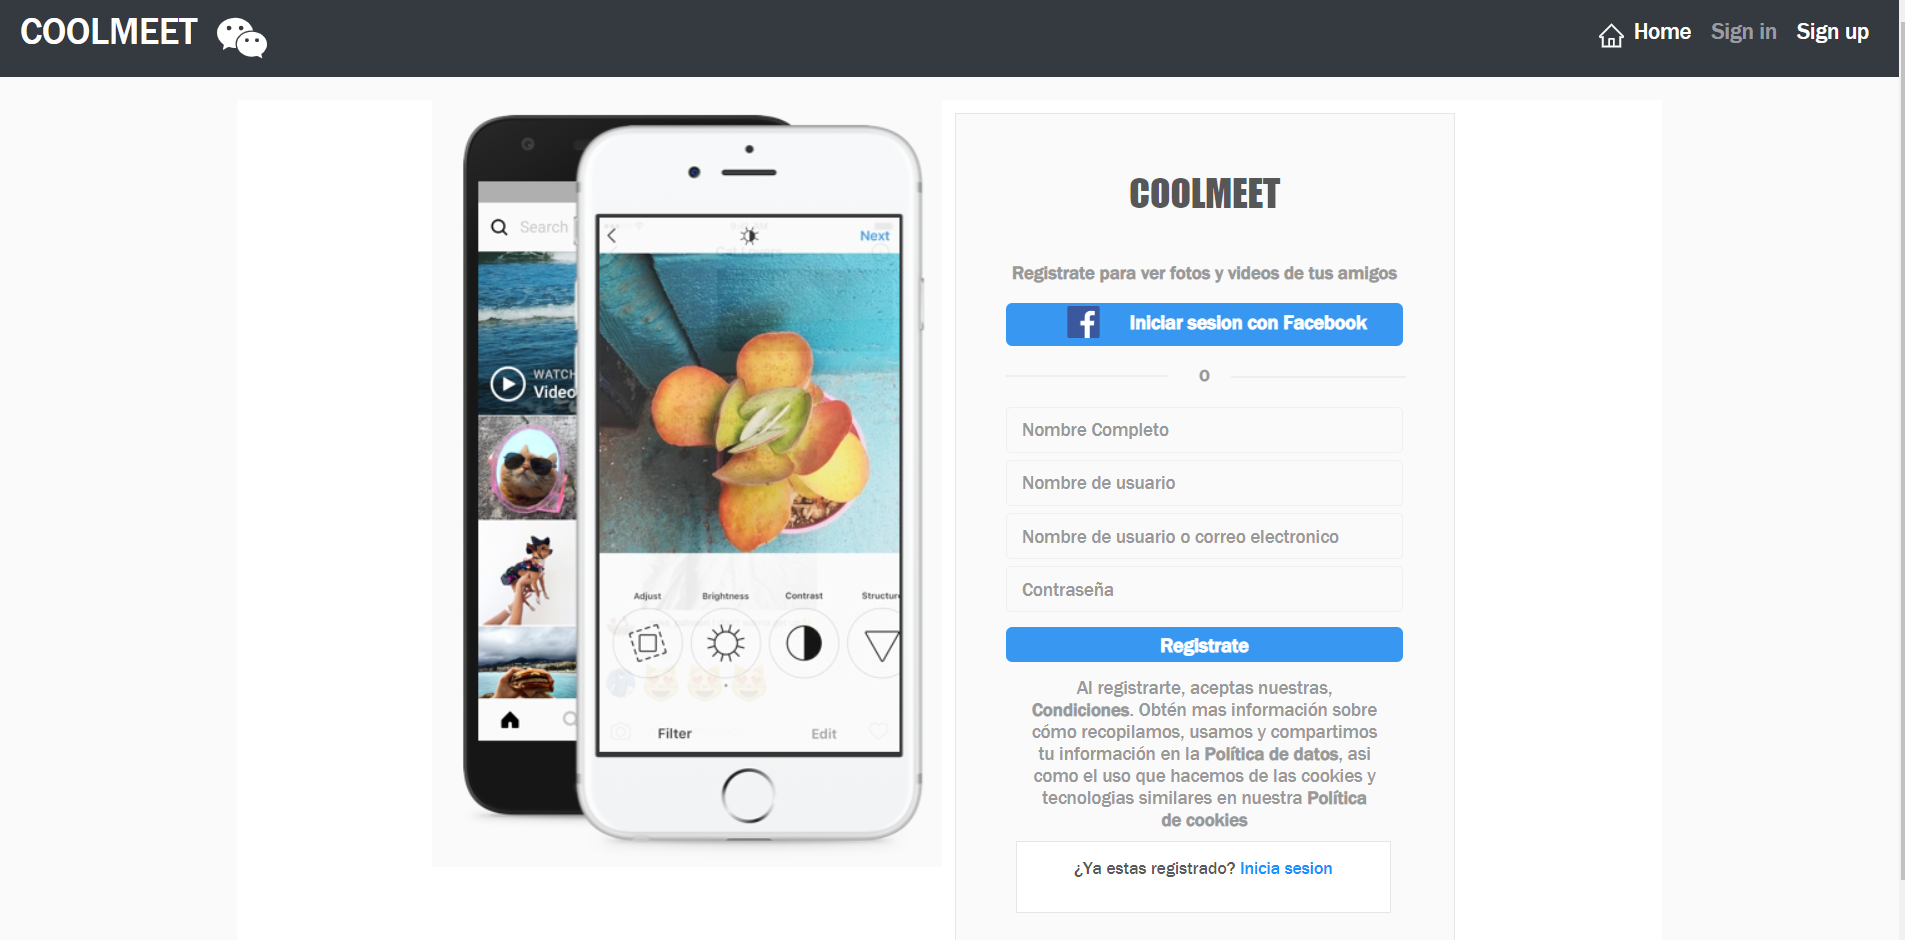 COOLMEET
Home Sign in Sign up
Search
WATCH
Video
Next
Adjust Brightness Contrast Structure
Filter Edit
COOLMEET
Registrate para ver fotos y videos de tus amigos
Iniciar sesion con Facebook
O
Nombre Completo
Nombre de usuario
Nombre de usuario o correo electronico
Contraseña
Registrate
Al registrarte, aceptas nuestras,
Condiciones. Obtén mas información sobre
cómo recopilamos, usamos y compartimos
tu información en la Política de datos, asi
como el uso que hacemos de las cookies y
tecnologias similares en nuestra Política
de cookies
¿Ya estas registrado? Inicia sesion